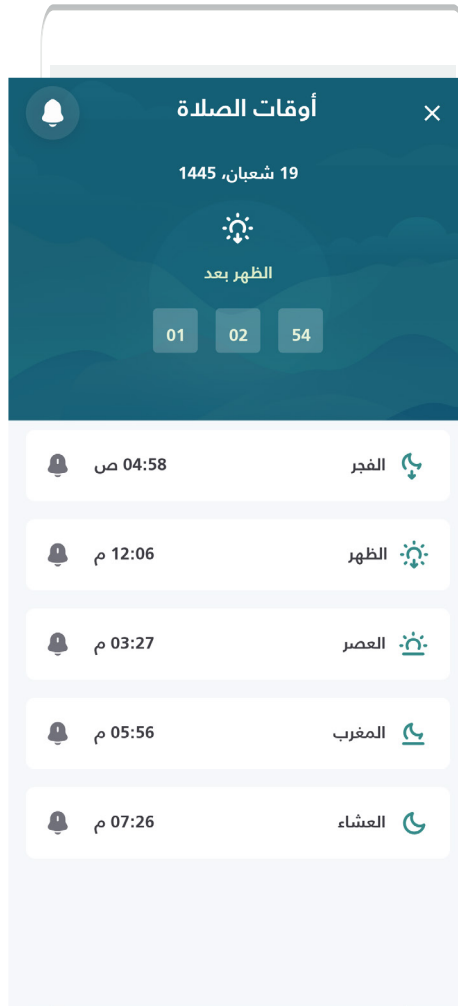 أوقات الصلاة
19 شعبان، 1445
الظهر بعد
01 02 54
الفجر 04:58 ص
الظهر 12:06 م
العصر 03:27 م
المغرب 05:56 م
العشاء 07:26 م